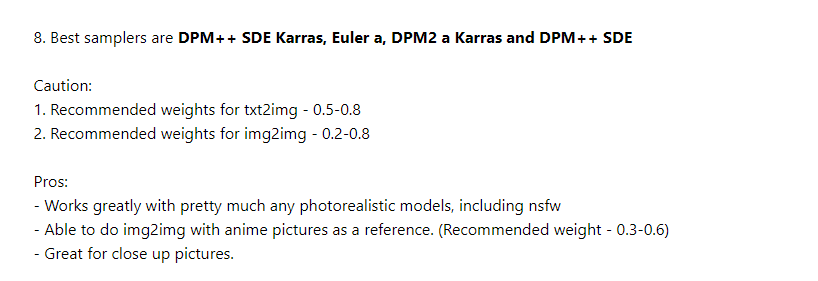 8. Best samplers are DPM++ SDE Karras, Euler a, DPM2 a Karras and DPM++ SDE
Caution:
1. Recommended weights for txt2img - 0.5-0.8
2. Recommended weights for img2img - 0.2-0.8
Pros:
- Works greatly with pretty much any photorealistic models, including nsfw
- Able to do img2img with anime pictures as a reference. (Recommended weight - 0.3-0.6)
- Great for close up pictures.